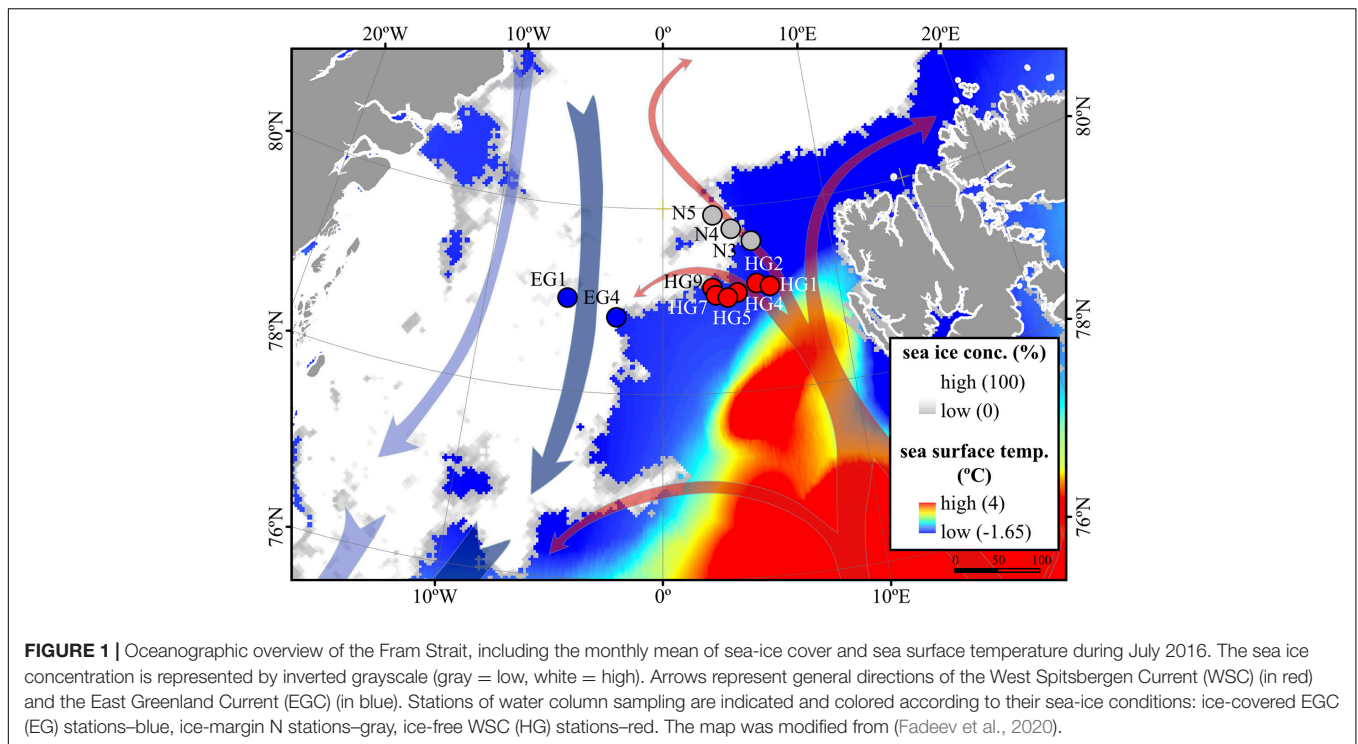 20ºW 10ºW 0º 10ºE 20ºE
80ºN 80ºN
N5
N4
N3
HG2
EG1 HG9 HG1
EG4 HG7 HG4
HG5
78ºN 78ºN
sea ice conc. (%)
high (100)
low (0)
sea surface temp.
(ºC)
high (4)
low (-1.65)
0 50 100
76ºN 76ºN
10ºW 0º 10ºE
FIGURE 1 | Oceanographic overview of the Fram Strait, including the monthly mean of sea-ice cover and sea surface temperature during July 2016. The sea ice
concentration is represented by inverted grayscale (gray = low, white = high). Arrows represent general directions of the West Spitsbergen Current (WSC) (in red)
and the East Greenland Current (EGC) (in blue). Stations of water column sampling are indicated and colored according to their sea-ice conditions: ice-covered EGC
(EG) stations–blue, ice-margin N stations–gray, ice-free WSC (HG) stations–red. The map was modified from (Fadeev et al., 2020).